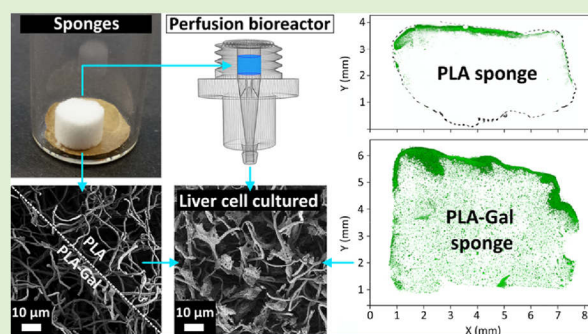 Sponges
Perfusion bioreactor
PLA
PLA-Gal
10 µm
Liver cell cultured
10 µm
4
3
2
1
Y (mm)
PLA sponge
6
5
4
3
2
1
Y (mm)
PLA-Gal
sponge
0 1 2 3 4 5 6 7 8
X (mm)